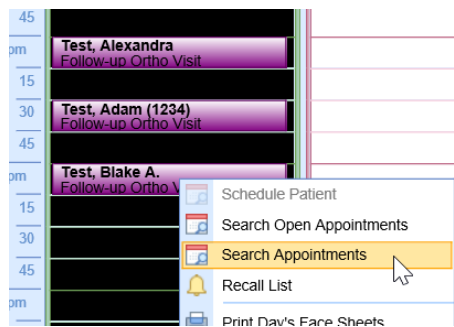 45
pm
Test, Alexandra
Follow-up Ortho Visit
15
30
Test, Adam (1234)
Follow-up Ortho Visit
45
pm
Test, Blake A.
Follow-up Ortho
Schedule Patient
15
Search Open Appointments
30
Search Appointments
45
Recall List
pm
Print Day's Face Sheets